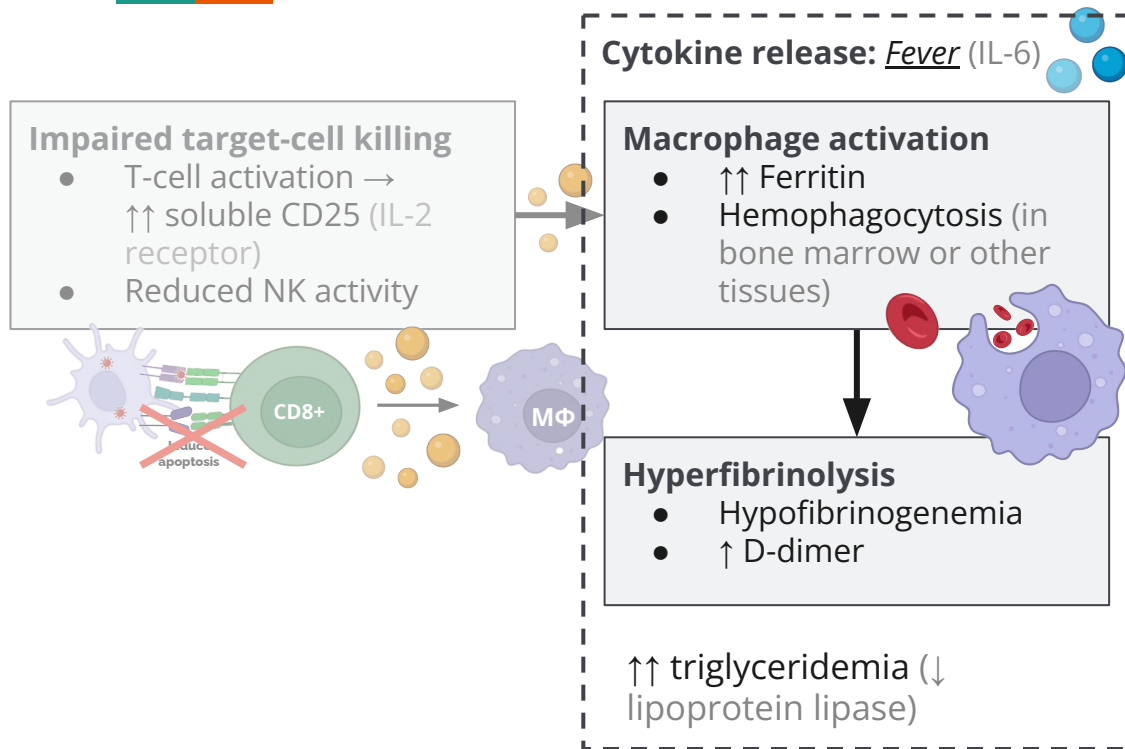 Cytokine release: Fever (IL-6)
Impaired target-cell killing
● T-cell activation →
↑↑ soluble CD25 (IL-2
receptor)
● Reduced NK activity
Macrophage activation
● ↑↑ Ferritin
● Hemophagocytosis (in
bone marrow or other
tissues)
CD8+
MΦ
Induce
apoptosis
Hyperfibrinolysis
● Hypofibrinogenemia
● ↑ D-dimer
↑↑ triglyceridemia (↓
lipoprotein lipase)